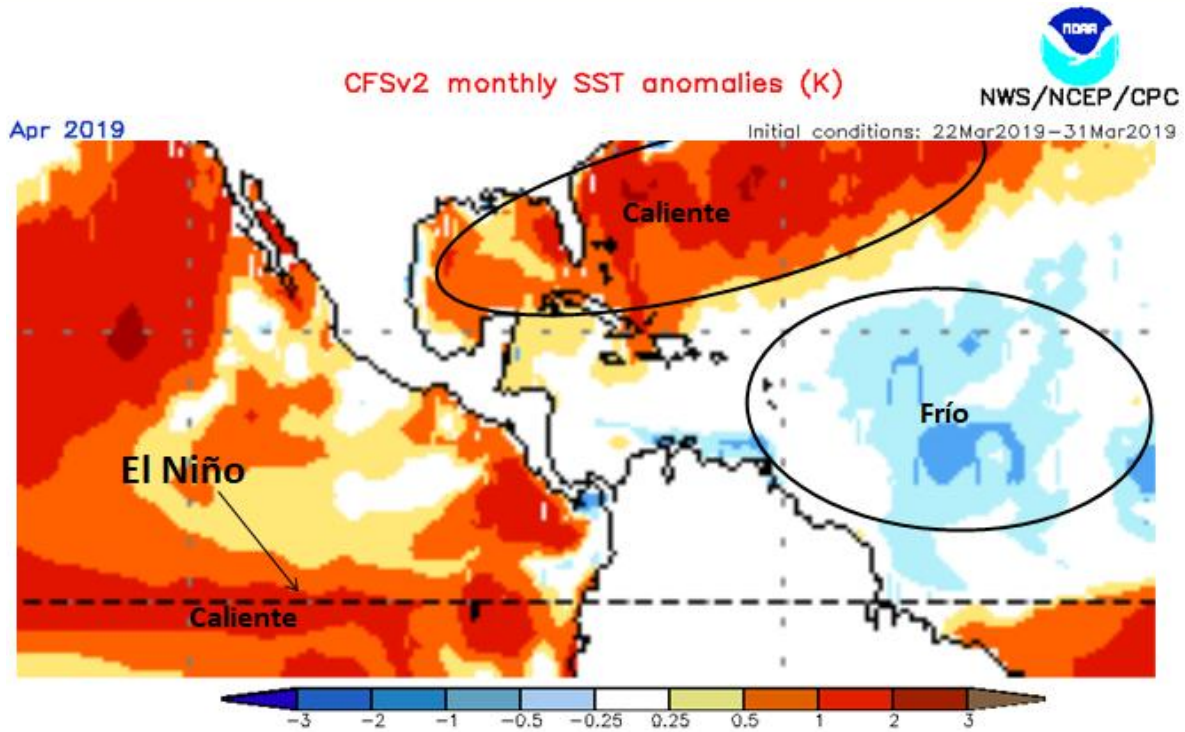 NOAA
NWS/NCEP/CPC
CFSv2 monthly SST anomalies (K)
Apr 2019
Initial conditions: 22Mar2019-31Mar2019
Caliente
Frío
El Niño
Caliente
-3 -2 -1 -0.5 -0.25 0.25 0.5 1 2 3